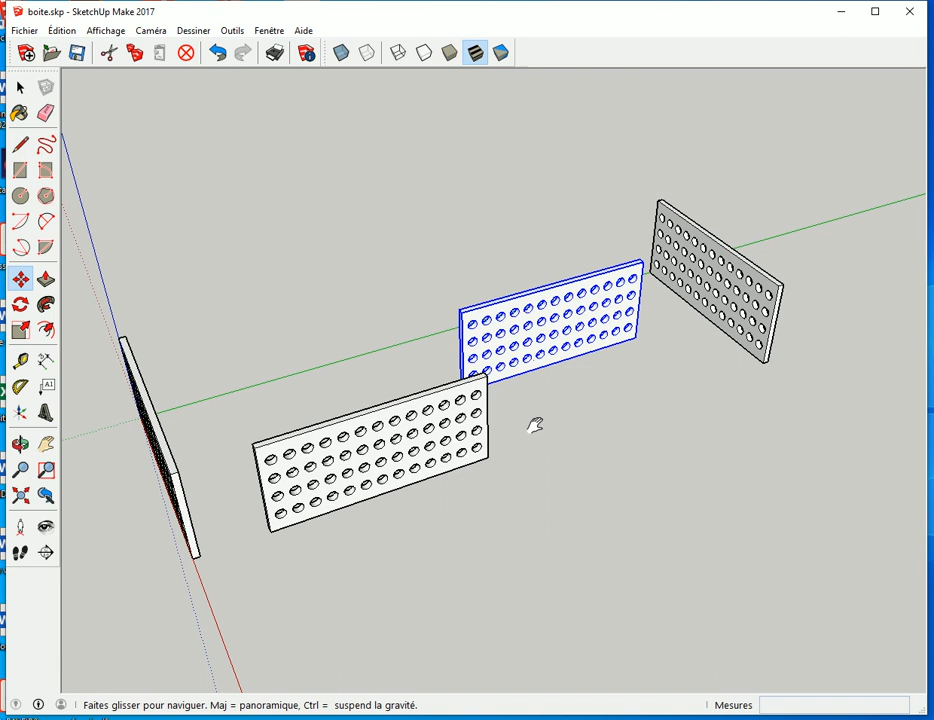 boite.skp - SketchUp Make 2017
Fichier Édition Affichage Caméra Dessiner Outils Fenêtre Aide
A1
Faites glisser pour naviguer. Maj = panoramique, Ctrl = suspend la gravité.
Mesures